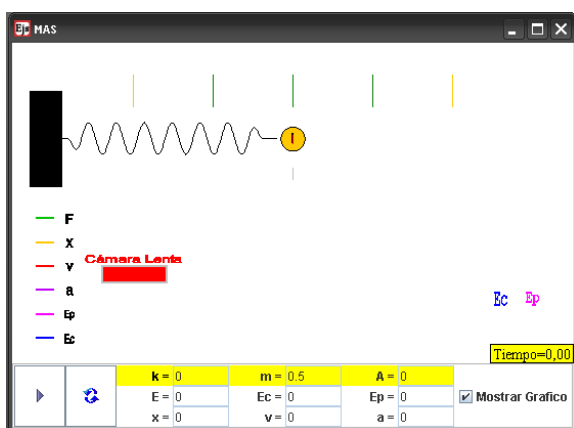 MAS
F
X
Cámara Lenta
v
a
Ep
Ec
Ec Ep
Tiempo=0,00
k = 0 m = 0.5 A = 0
E = 0 Ec = 0 Ep = 0 Mostrar Grafico
x = 0 v = 0 a = 0